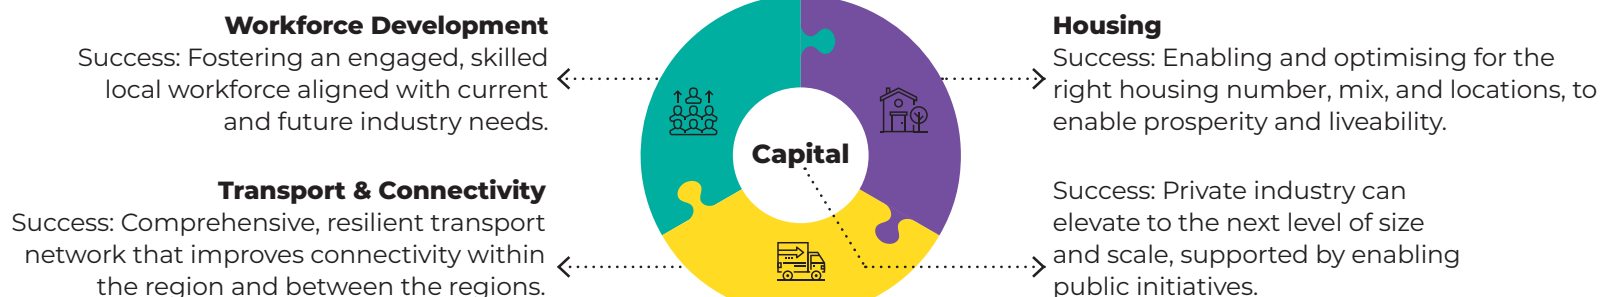 Workforce Development
Success: Fostering an engaged, skilled
local workforce aligned with current
and future industry needs.
Transport & Connectivity
Success: Comprehensive, resilient transport
network that improves connectivity within
the region and between the regions.
Capital
Housing
Success: Enabling and optimising for the
right housing number, mix, and locations, to
enable prosperity and liveability.
Success: Private industry can
elevate to the next level of size
and scale, supported by enabling
public initiatives.